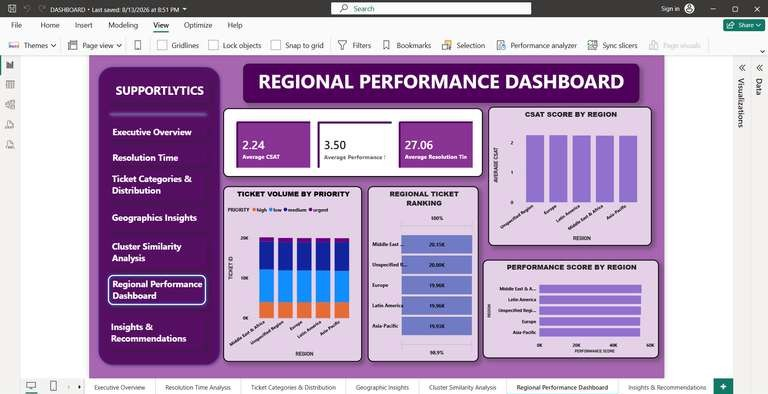 DASHBOARD • Last saved: 8/13/2026 at 8:51 PM
Search
Sign in
File
Home
Insert
Modeling
View
Optimize
Help
Share
Themes
Page view
Gridlines
Lock objects
Snap to grid
Filters
Bookmarks
Selection
Performance analyzer
Sync slicers
Page visuals
SUPPORTLYTICS
Executive Overview
Resolution Time
Ticket Categories &
Distribution
Geographics Insights
Cluster Similarity
Analysis
Regional Performance
Dashboard
Insights &
Recommendations
REGIONAL PERFORMANCE DASHBOARD
2.24
Average CSAT
3.50
Average Performance
27.06
Average Resolution Tim
CSAT SCORE BY REGION
AVERAGE CSAT
2
1
0
Unspecified Region
Europe
Latin America
Middle East & Africa
Asia-Pacific
REGION
TICKET VOLUME BY PRIORITY
PRIORITY high low medium urgent
TICKET ID
20K
10K
0K
Middle East & Africa
Unspecified Region
Europe
Latin America
Asia-Pacific
REGION
REGIONAL TICKET
RANKING
100%
Middle East ... 20.15K
Unspecified R... 20.00K
Europe 19.98K
Latin America 19.96K
Asia-Pacific 19.93K
98.9%
PERFORMANCE SCORE BY REGION
REGION
Middle East & A...
Latin America
Unspecified Regi...
Europe
Asia-Pacific
0K
20K
40K
60K
PERFORMANCE SCORE
Visualizations
Data
Executive Overview
Resolution Time Analysis
Ticket Categories & Distribution
Geographic Insights
Cluster Similarity Analysis
Regional Performance Dashboard
Insights & Recommendations